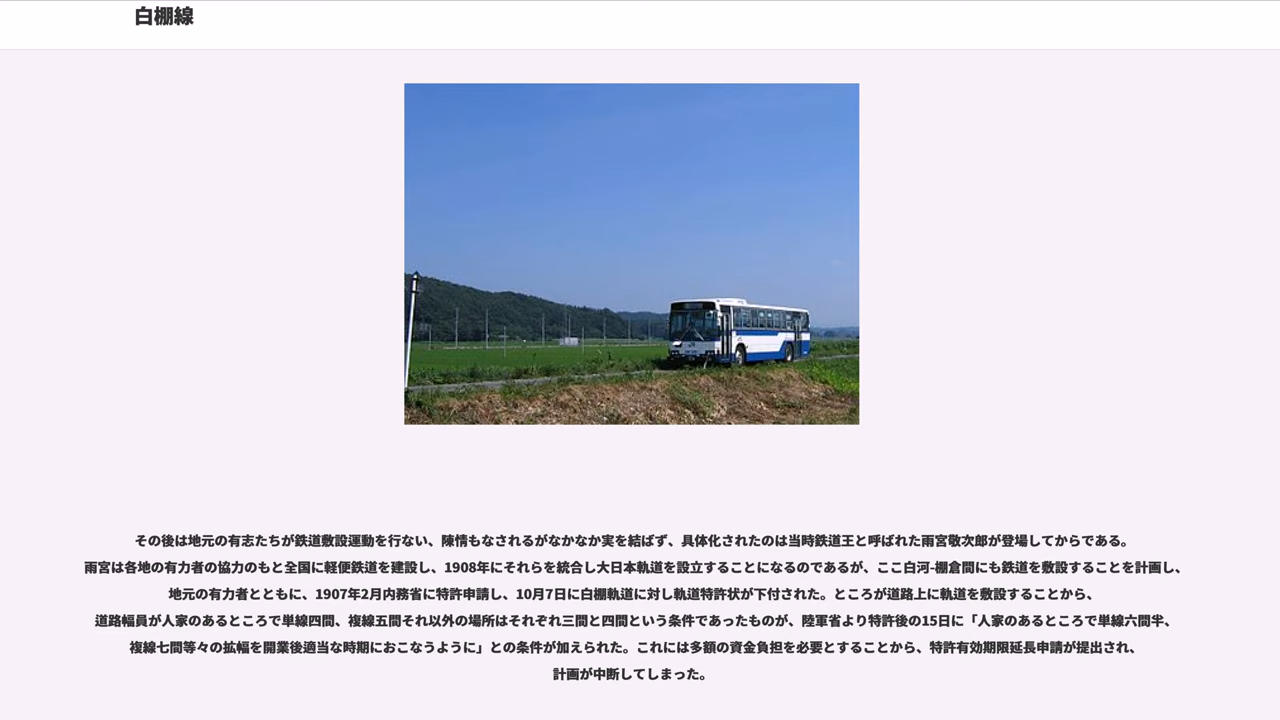 白棚線
その後は地元の有志たちが鉄道敷設運動を行ない、陳情もなされるがなかなか実を結ばず、具体化されたのは当時鉄道王と呼ばれた雨宮敬次郎が登場してからである。
雨宮は各地の有力者の協力のもと全国に軽便鉄道を建設し、1908年にそれらを統合し大日本軌道を設立することになるのであるが、ここ白河-棚倉間にも鉄道を敷設することを計画し、
地元の有力者とともに、1907年2月内務省に特許申請し、10月7日に白棚軌道に対し軌道特許状が下付された。ところが道路上に軌道を敷設することから、
道路幅員が人家のあるところで単線四間、複線五間それ以外の場所はそれぞれ三間と四間という条件であったものが、陸軍省より特許後の15日に「人家のあるところで単線六間半、
複線七間等々の拡幅を開業後適当な時期におこなうように」との条件が加えられた。これには多額の資金負担を必要とすることから、特許有効期限延長申請が提出され、
計画が中断してしまった。